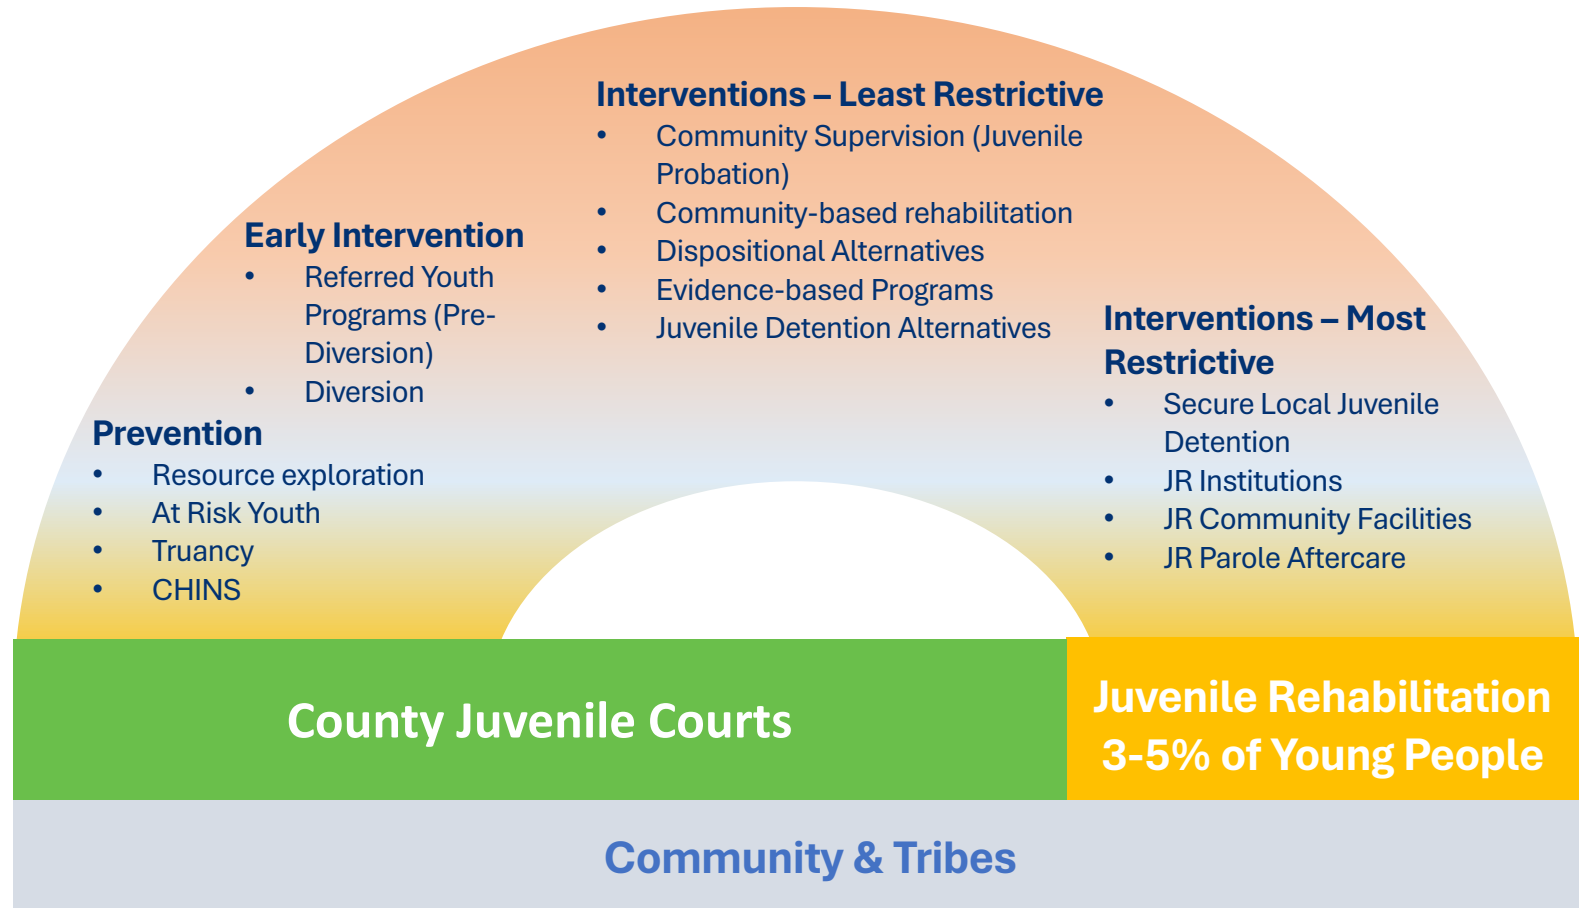 Interventions – Least Restrictive
• Community Supervision (Juvenile
Probation)
• Community-based rehabilitation
• Dispositional Alternatives
• Evidence-based Programs
• Juvenile Detention Alternatives
Early Intervention
• Referred Youth
Programs (Pre-
Diversion)
• Diversion
Prevention
• Resource exploration
• At Risk Youth
• Truancy
• CHINS
Interventions – Most
Restrictive
• Secure Local Juvenile
Detention
• JR Institutions
• JR Community Facilities
• JR Parole Aftercare
County Juvenile Courts
Juvenile Rehabilitation
3-5% of Young People
Community & Tribes